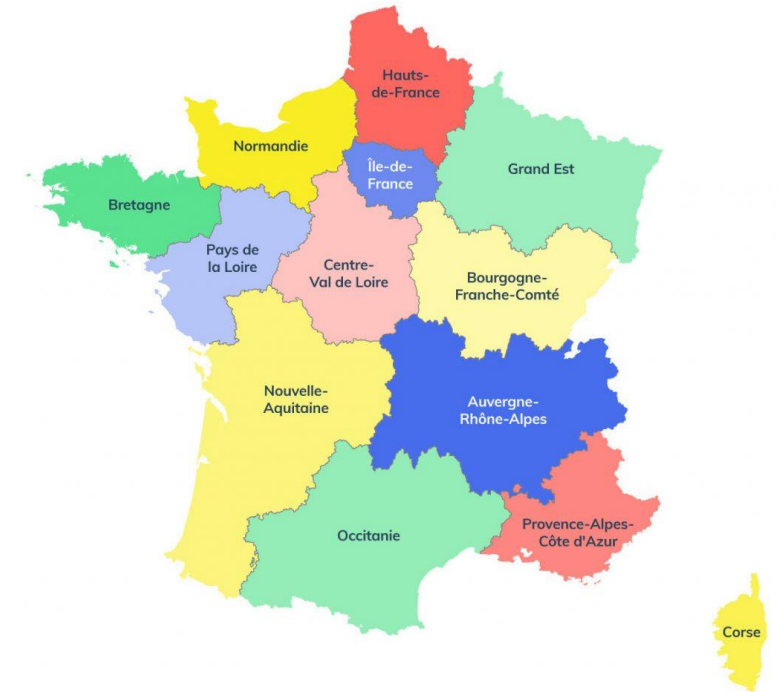 Hauts-
de-France
Normandie
Île-de-
France
Grand Est
Bretagne
Pays de
la Loire
Centre-
Val de Loire
Bourgogne-
Franche-Comté
Nouvelle-
Aquitaine
Auvergne-
Rhône-Alpes
Occitanie
Provence-Alpes-
Côte d'Azur
Corse